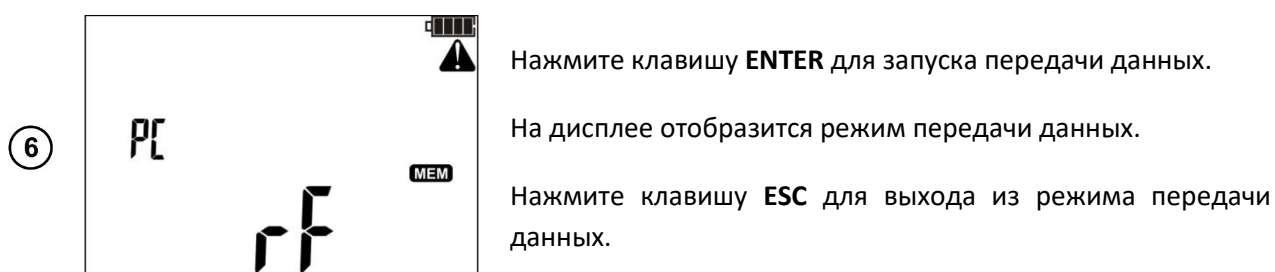 6
PC
MEM
rF
Нажмите клавишу ENTER для запуска передачи данных.
На дисплее отобразится режим передачи данных.
Нажмите клавишу ESC для выхода из режима передачи
данных.